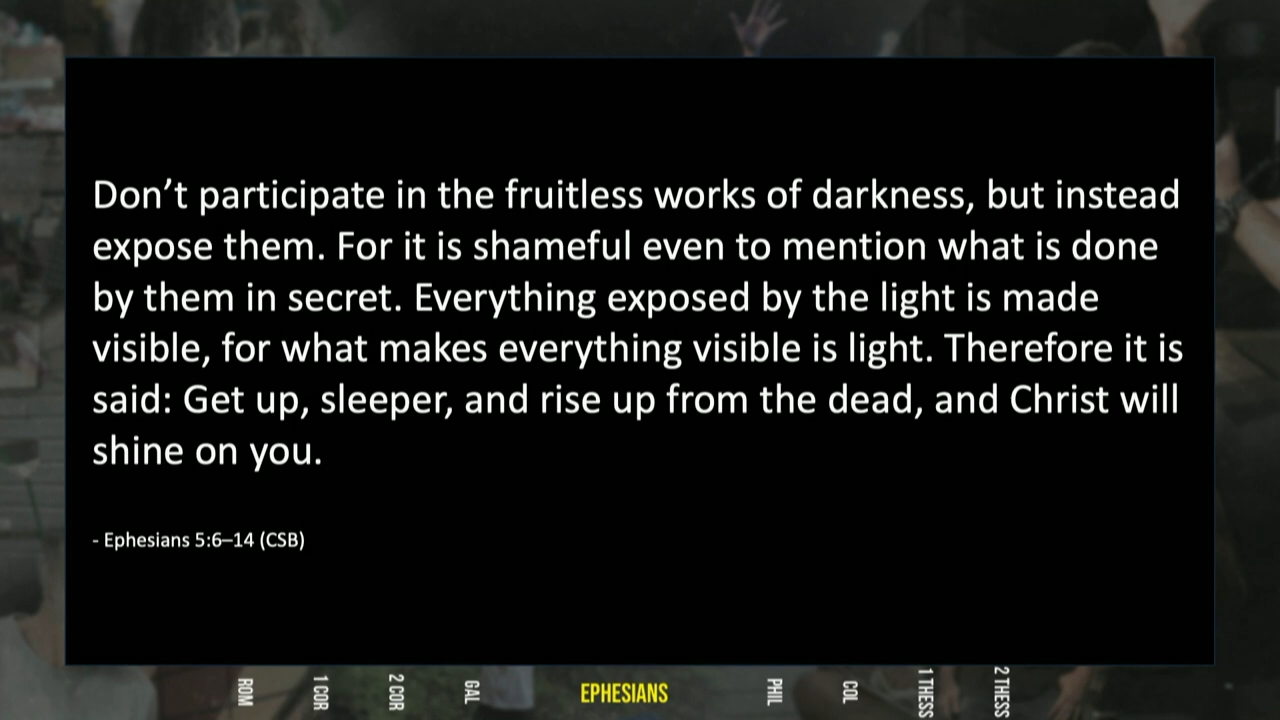 Don’t participate in the fruitless works of darkness, but instead
expose them. For it is shameful even to mention what is done
by them in secret. Everything exposed by the light is made
visible, for what makes everything visible is light. Therefore it is
said: Get up, sleeper, and rise up from the dead, and Christ will
shine on you.
- Ephesians 5:6–14 (CSB)
ROM
1 COR
2 COR
GAL
EPHESIANS
PHIL
COL
1 THESS
2 THESS